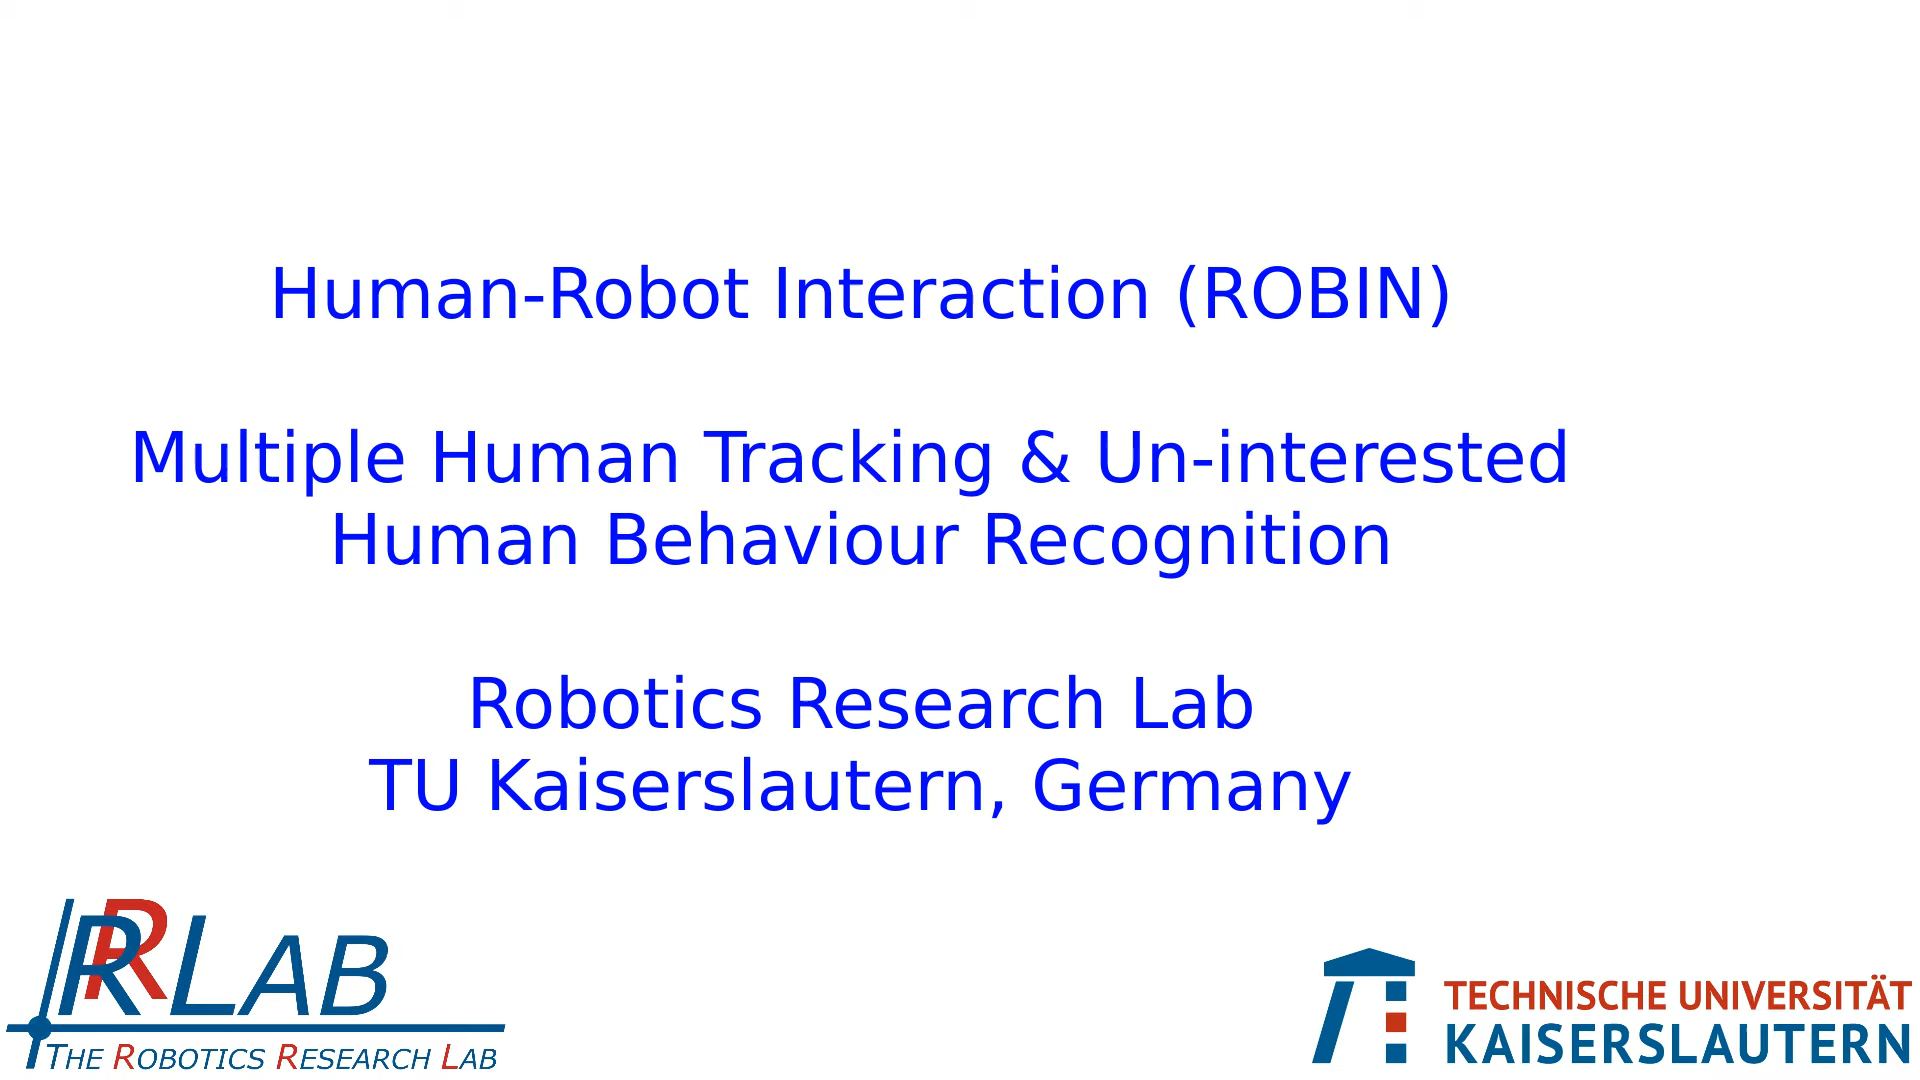 Human-Robot Interaction (ROBIN)
Multiple Human Tracking & Un-interested
Human Behaviour Recognition
Robotics Research Lab
TU Kaiserslautern, Germany
RRLAB
THE ROBOTICS RESEARCH LAB
TECHNISCHE UNIVERSITÄT
KAISERSLAUTERN